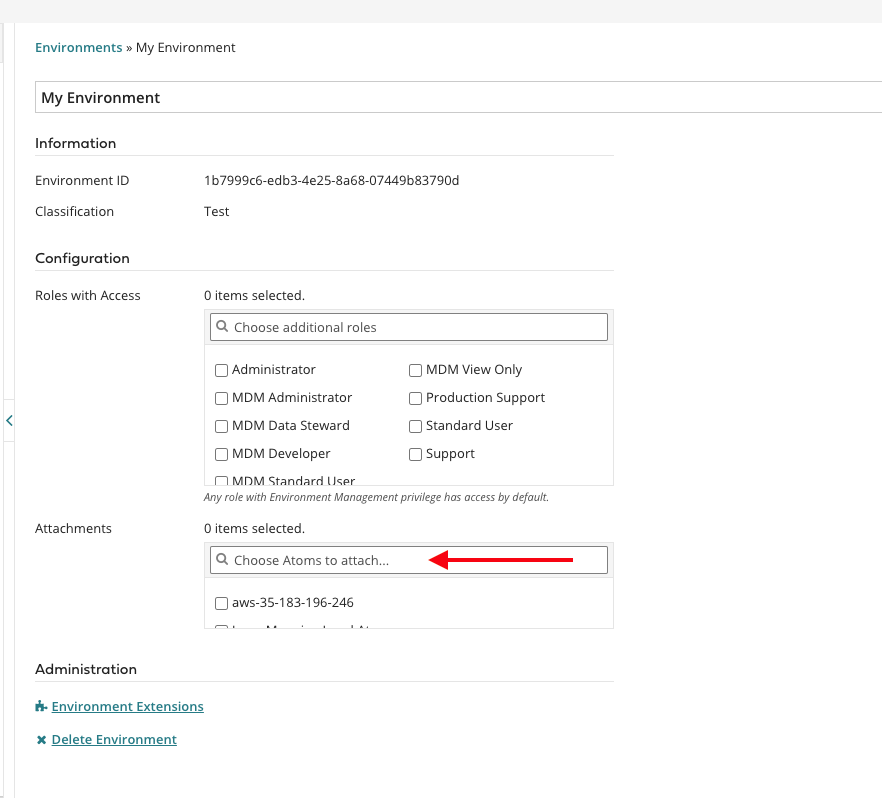 Environments » My Environment
My Environment
Information
Environment ID 1b7999c6-edb3-4e25-8a68-07449b83790d
Classification Test
Configuration
Roles with Access 0 items selected.
Choose additional roles
Administrator MDM View Only
MDM Administrator Production Support
MDM Data Steward Standard User
MDM Developer Support
MDM Standard User
Any role with Environment Management privilege has access by default.
Attachments 0 items selected.
Choose Atoms to attach...
aws-35-183-196-246
Administration
Environment Extensions
Delete Environment